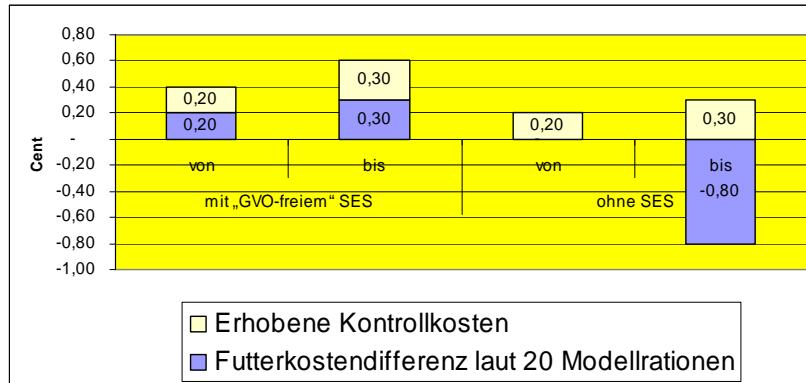 0,80
0,60
0,40
0,20
-
-0,20
-0,40
-0,60
-0,80
-1,00
Cent
0,20
0,20
0,30
0,30
0,20
0,30
-0,80
von
bis
von
bis
mit „GVO-freiem“ SES
ohne SES
Erhobene Kontrollkosten
Futterkostendifferenz laut 20 Modellrationen